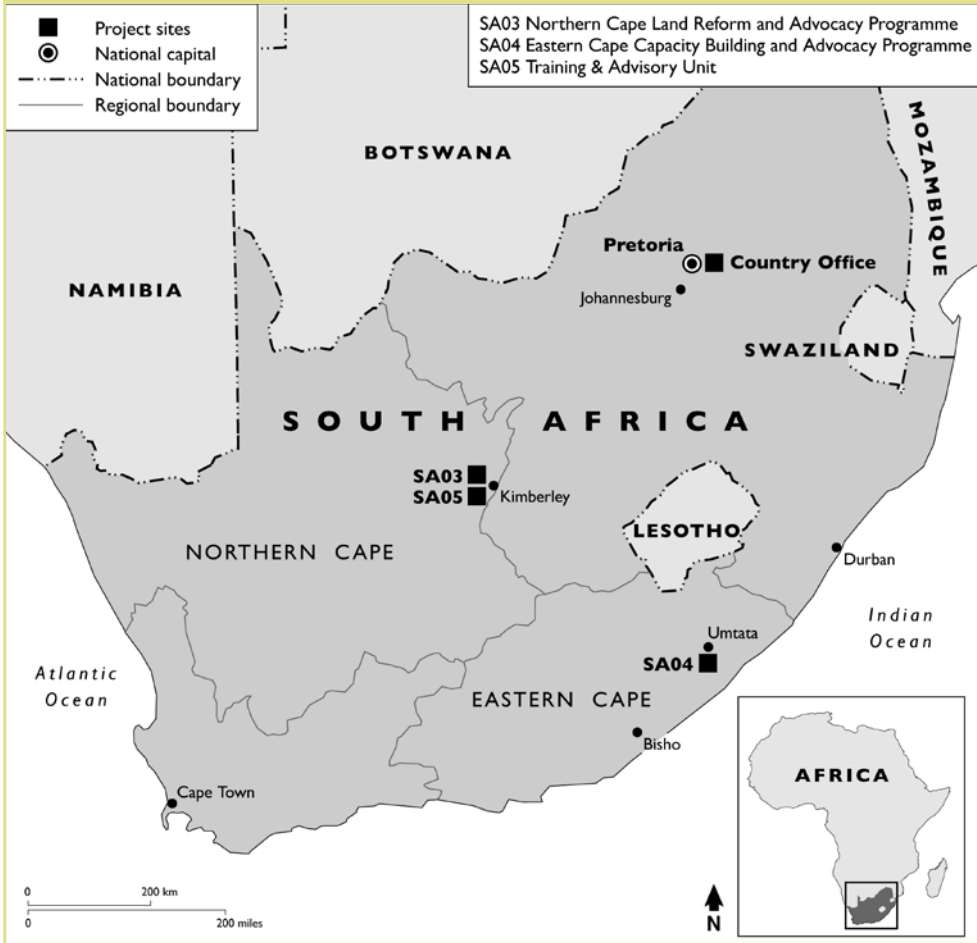 Project sites
National capital
National boundary
Regional boundary
SA03 Northern Cape Land Reform and Advocacy Programme
SA04 Eastern Cape Capacity Building and Advocacy Programme
SA05 Training & Advisory Unit
BOTSWANA
MOZAMBIQUE
NAMIBIA
Pretoria
Country Office
Johannesburg
SWAZILAND
SOUTH AFRICA
SA03
SA05
Kimberley
LESOTHO
NORTHERN CAPE
Durban
Indian
Ocean
Umtata
SA04
Atlantic
Ocean
EASTERN CAPE
Bisho
Cape Town
AFRICA
0 200 km
0 200 miles
N